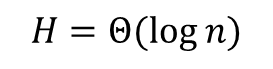 H = Θ(log n)